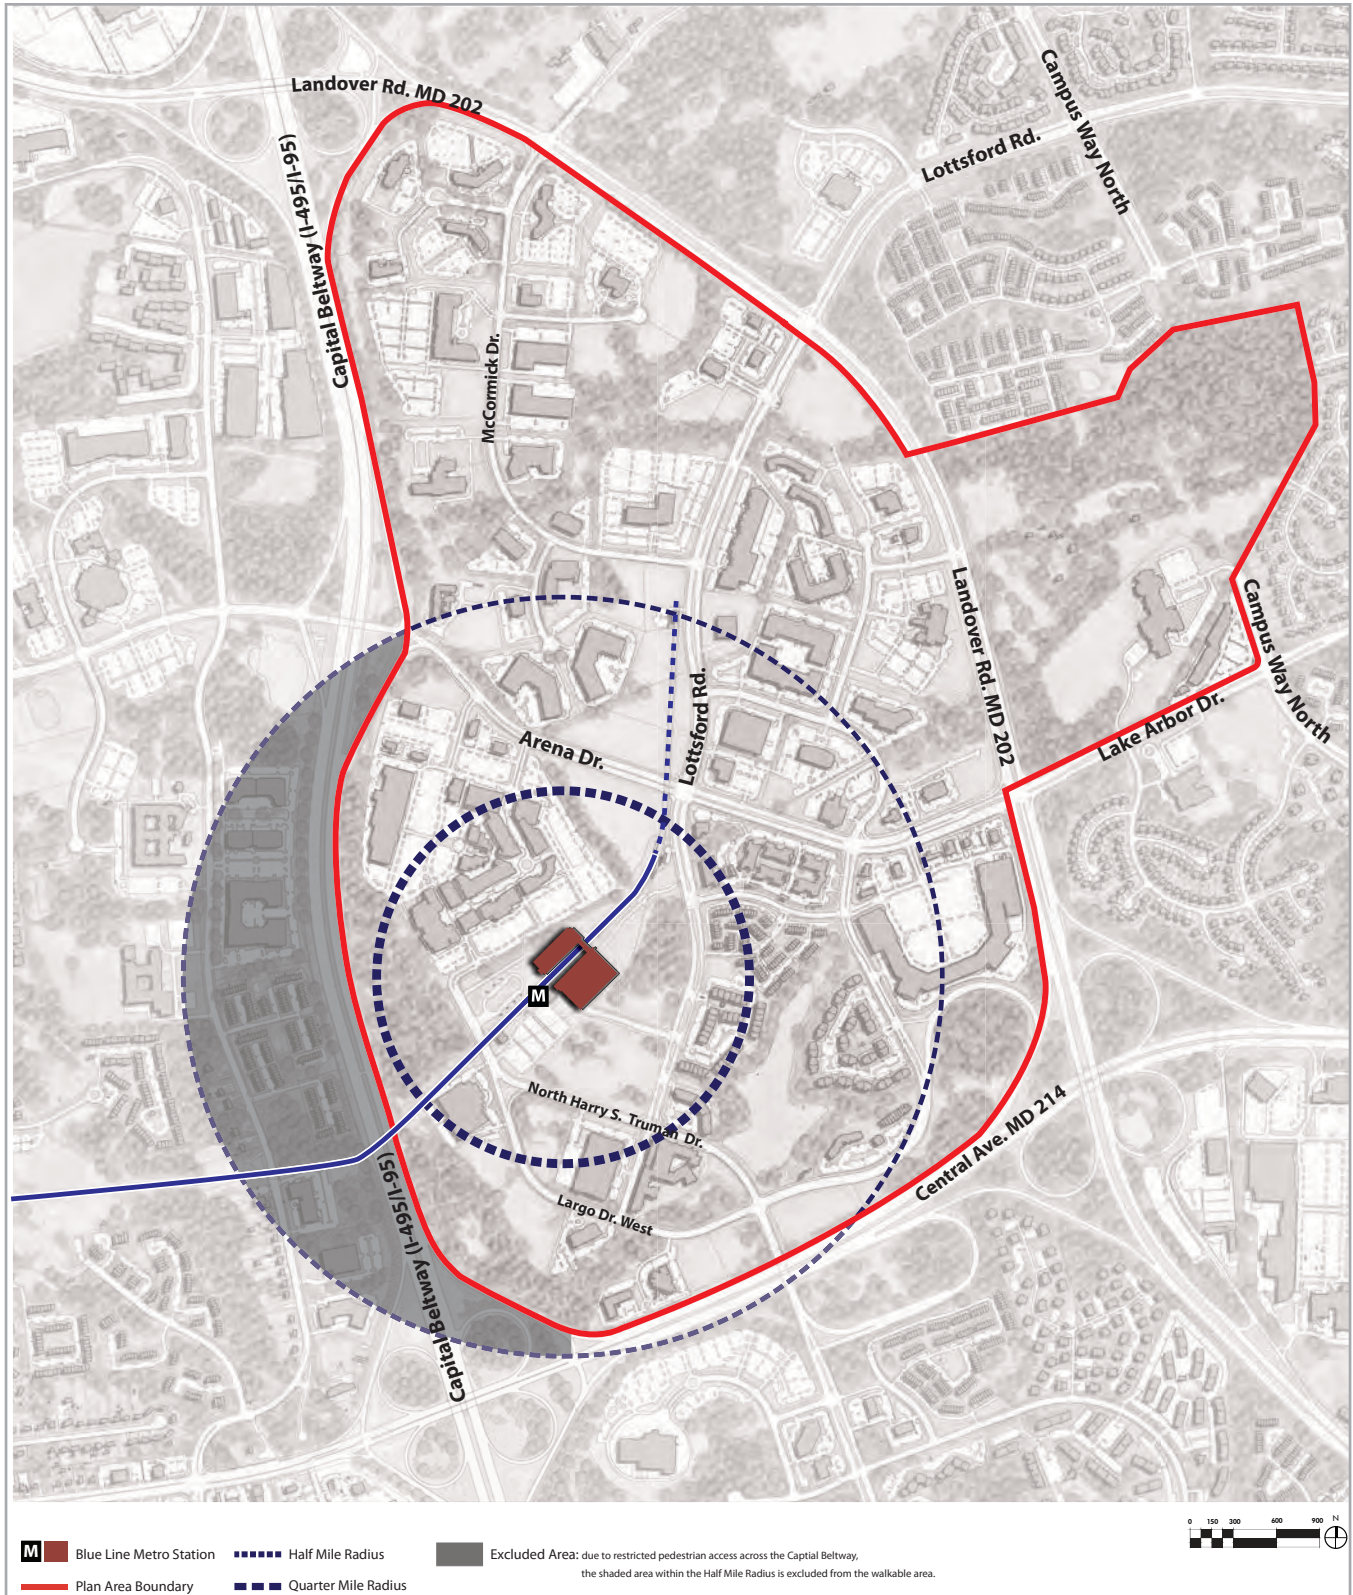 Landover Rd. MD 202
Campus Way North
Lottsford Rd.
Capital Beltway (I-495/I-95)
McCormick Dr.
Landover Rd. MD 202
Campus Way North
Lottsford Rd.
Lake Arbor Dr.
Arena Dr.
M
North Harry S. Truman Dr.
Central Ave. MD 214
Largo Dr. West
Capital Beltway (I-495/I-95)
0 150 300 600 900 N
M Blue Line Metro Station
Half Mile Radius
Excluded Area: due to restricted pedestrian access across the Captial Beltway,
the shaded area within the Half Mile Radius is excluded from the walkable area.
Plan Area Boundary
Quarter Mile Radius